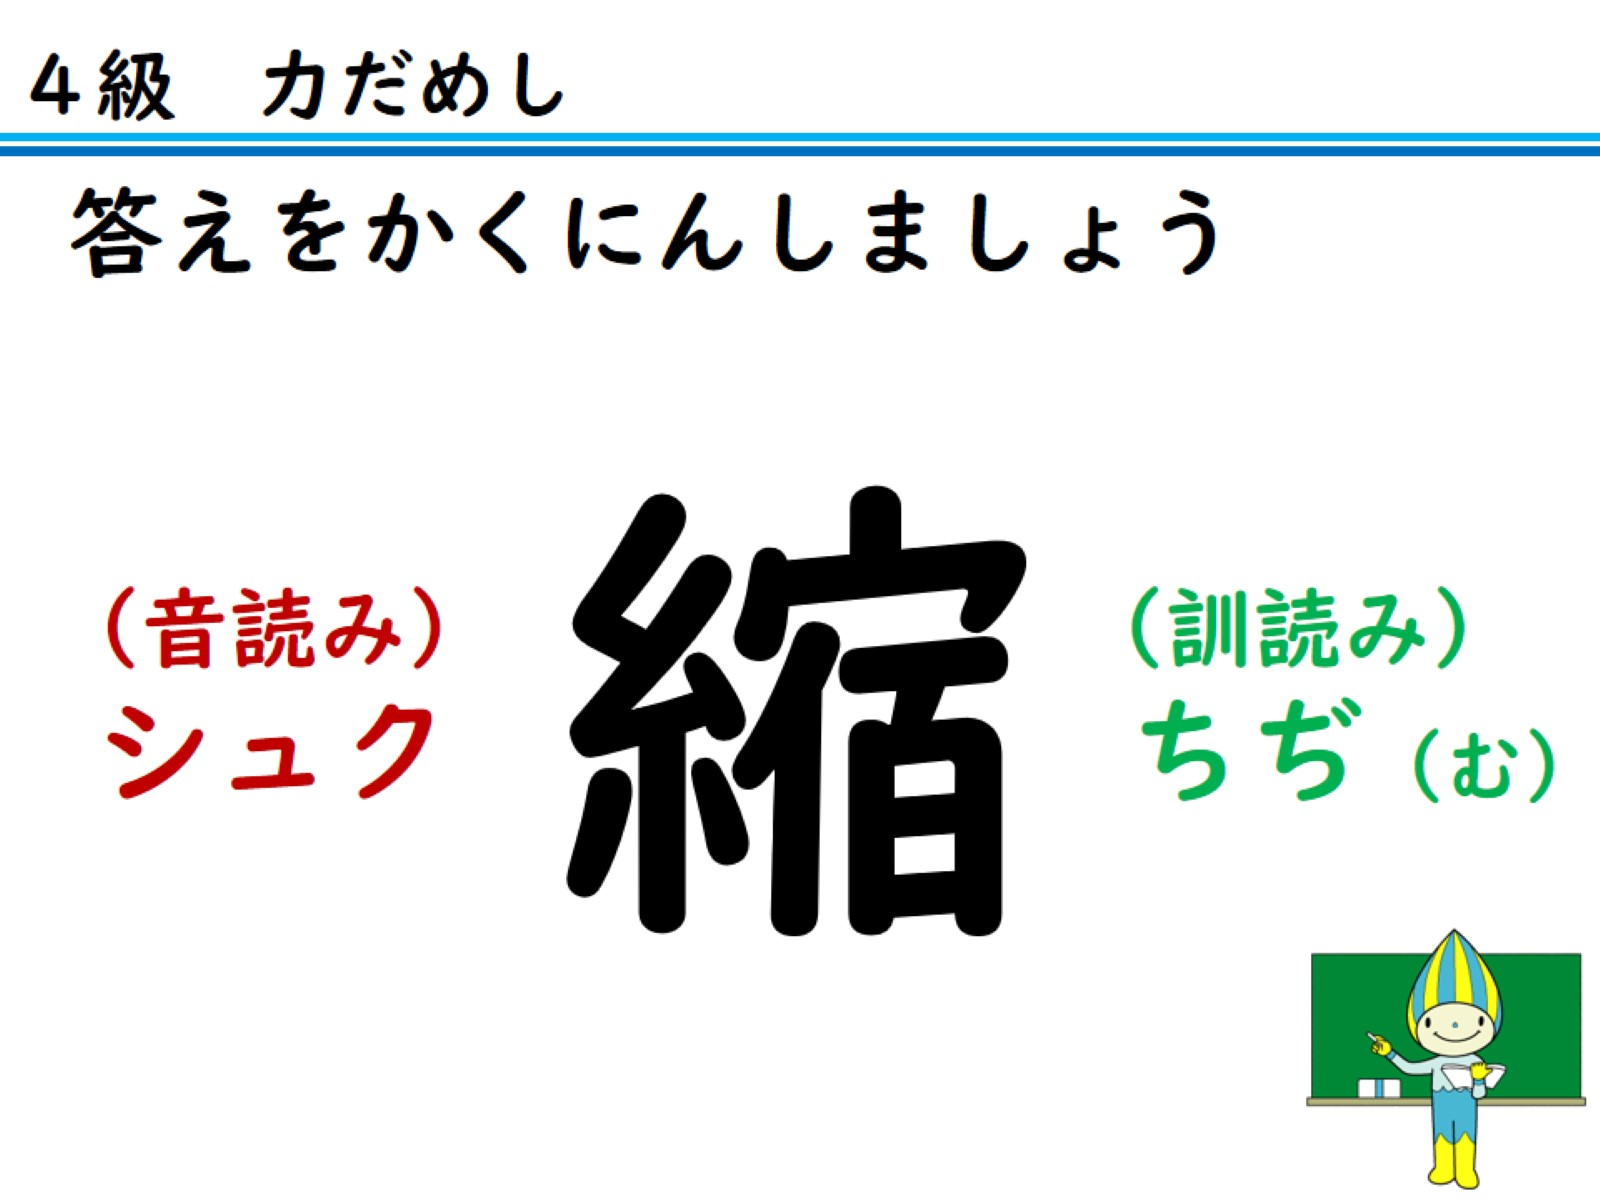 ４級　力だめし
答えをかくにんしましょう
（音読み）
シュク
縮
（訓読み）
ちぢ（む）